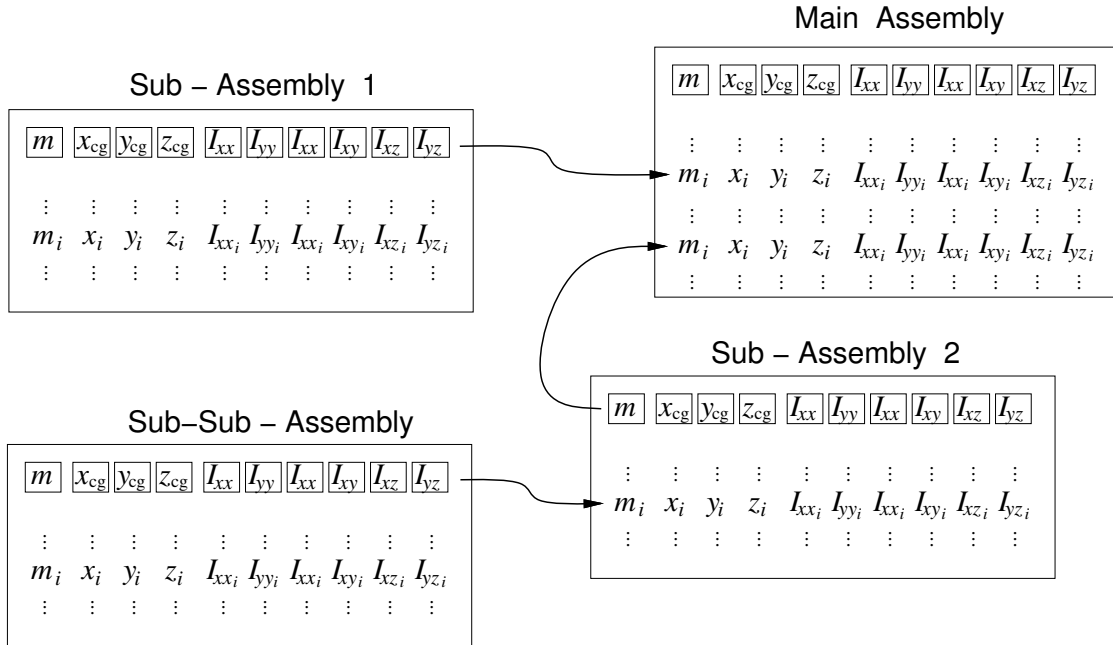 Main Assembly
m x_cg y_cg z_cg I_xx I_yy I_xx I_xy I_xz I_yz
⋮ ⋮ ⋮ ⋮ ⋮ ⋮ ⋮ ⋮ ⋮ ⋮
m_i x_i y_i z_i I_xx_i I_yy_i I_xx_i I_xy_i I_xz_i I_yz_i
⋮ ⋮ ⋮ ⋮ ⋮ ⋮ ⋮ ⋮ ⋮ ⋮
m_i x_i y_i z_i I_xx_i I_yy_i I_xx_i I_xy_i I_xz_i I_yz_i
⋮ ⋮ ⋮ ⋮ ⋮ ⋮ ⋮ ⋮ ⋮ ⋮
Sub – Assembly 1
m x_cg y_cg z_cg I_xx I_yy I_xx I_xy I_xz I_yz
⋮ ⋮ ⋮ ⋮ ⋮ ⋮ ⋮ ⋮ ⋮ ⋮
m_i x_i y_i z_i I_xx_i I_yy_i I_xx_i I_xy_i I_xz_i I_yz_i
⋮ ⋮ ⋮ ⋮ ⋮ ⋮ ⋮ ⋮ ⋮ ⋮
Sub – Assembly 2
m x_cg y_cg z_cg I_xx I_yy I_xx I_xy I_xz I_yz
⋮ ⋮ ⋮ ⋮ ⋮ ⋮ ⋮ ⋮ ⋮ ⋮
m_i x_i y_i z_i I_xx_i I_yy_i I_xx_i I_xy_i I_xz_i I_yz_i
⋮ ⋮ ⋮ ⋮ ⋮ ⋮ ⋮ ⋮ ⋮ ⋮
Sub–Sub – Assembly
m x_cg y_cg z_cg I_xx I_yy I_xx I_xy I_xz I_yz
⋮ ⋮ ⋮ ⋮ ⋮ ⋮ ⋮ ⋮ ⋮ ⋮
m_i x_i y_i z_i I_xx_i I_yy_i I_xx_i I_xy_i I_xz_i I_yz_i
⋮ ⋮ ⋮ ⋮ ⋮ ⋮ ⋮ ⋮ ⋮ ⋮